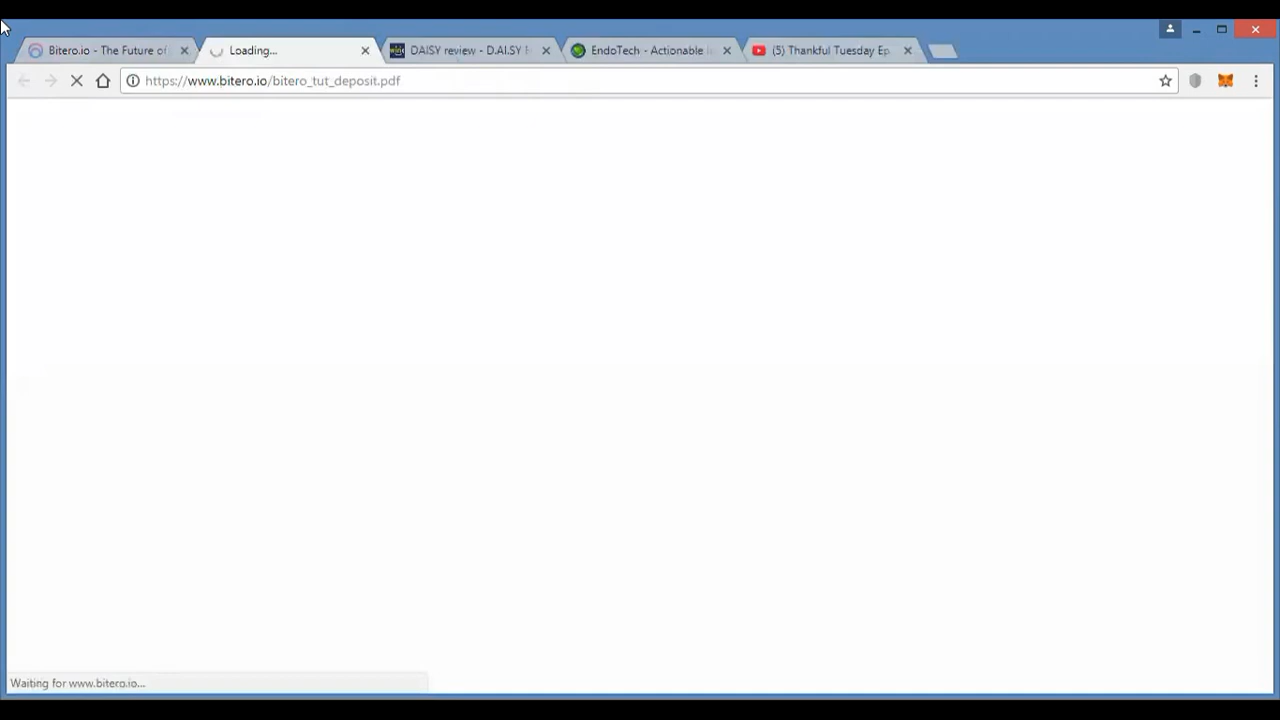 Bitero.io - The Future of
Loading...
DAISY review - D.AI.SY
EndoTech - Actionable
(5) Thankful Tuesday Ep
https://www.bitero.io/bitero_tut_deposit.pdf
Waiting for www.bitero.io...